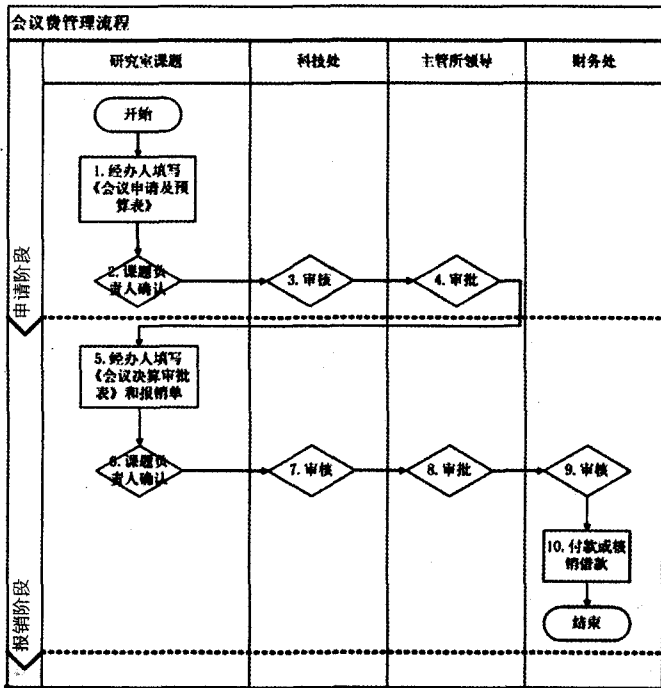 会议费管理流程
研究室课题
科技处
主管所领导
财务处
开始
1.经办人填写
《会议申请及预
算表》
2.课题负
责人确认
3.审核
4.审批
申请阶段
5.经办人填写
《会议决算审批
表》和报销单
6.课题负
责人确认
7.审核
8.审批
9.审核
10.付款或核
销借款
结束
报销阶段